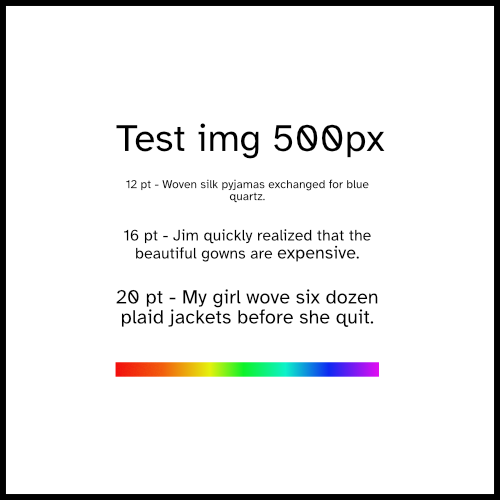 Test img 500px
12 pt - Woven silk pyjamas exchanged for blue
quartz.
16 pt - Jim quickly realized that the
beautiful gowns are expensive.
20 pt - My girl wove six dozen
plaid jackets before she quit.